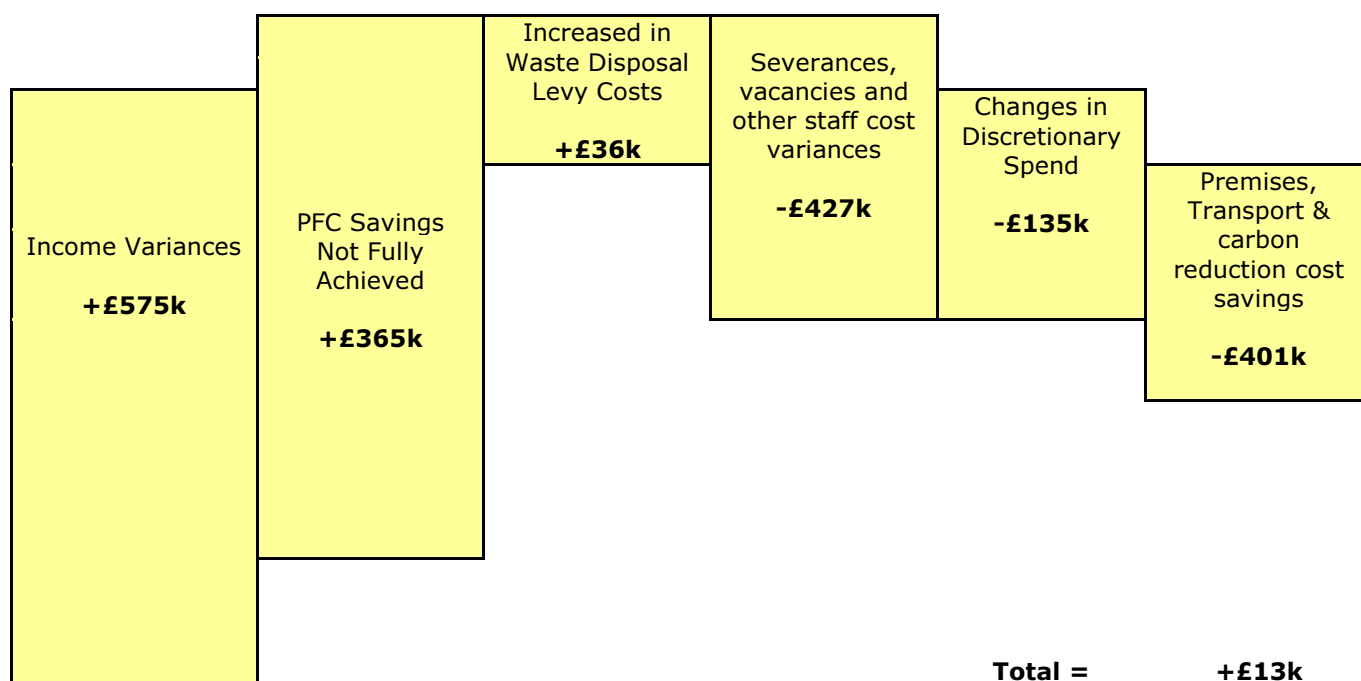 Income Variances
+£575k
PFC Savings
Not Fully
Achieved
+£365k
Increased in
Waste Disposal
Levy Costs
+£36k
Severances,
vacancies and
other staff cost
variances
-£427k
Changes in
Discretionary
Spend
-£135k
Premises,
Transport &
carbon
reduction cost
savings
-£401k
Total = +£13k